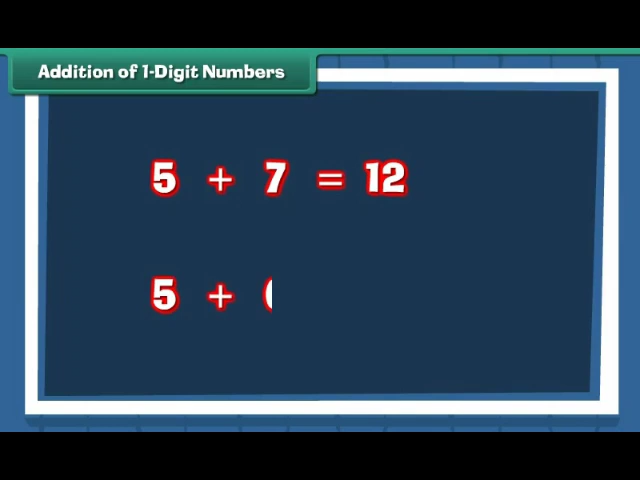 Addition of 1-Digit Numbers
5 + 7 = 12
5 +